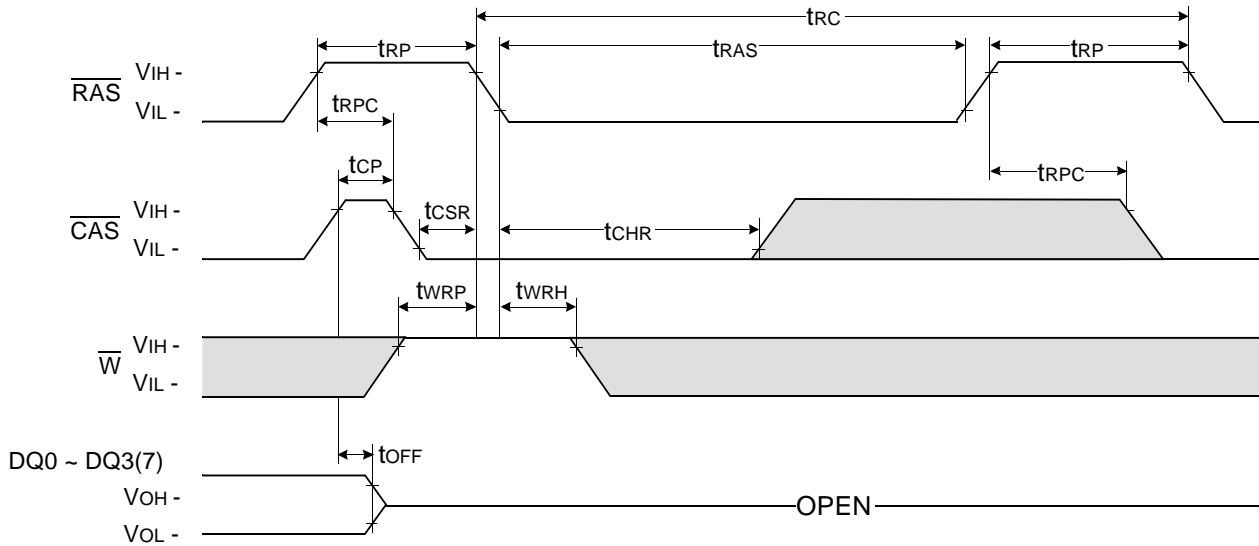 tRC
tRP tRAS tRP
RAS VIH -
VIL -
tRPC
tCP tRPC
CAS VIH -
VIL -
tCSR tCHR
tWRP tWRH
W VIH -
VIL -
tOFF
DQ0 ~ DQ3(7)
VOH -
VOL -
OPEN